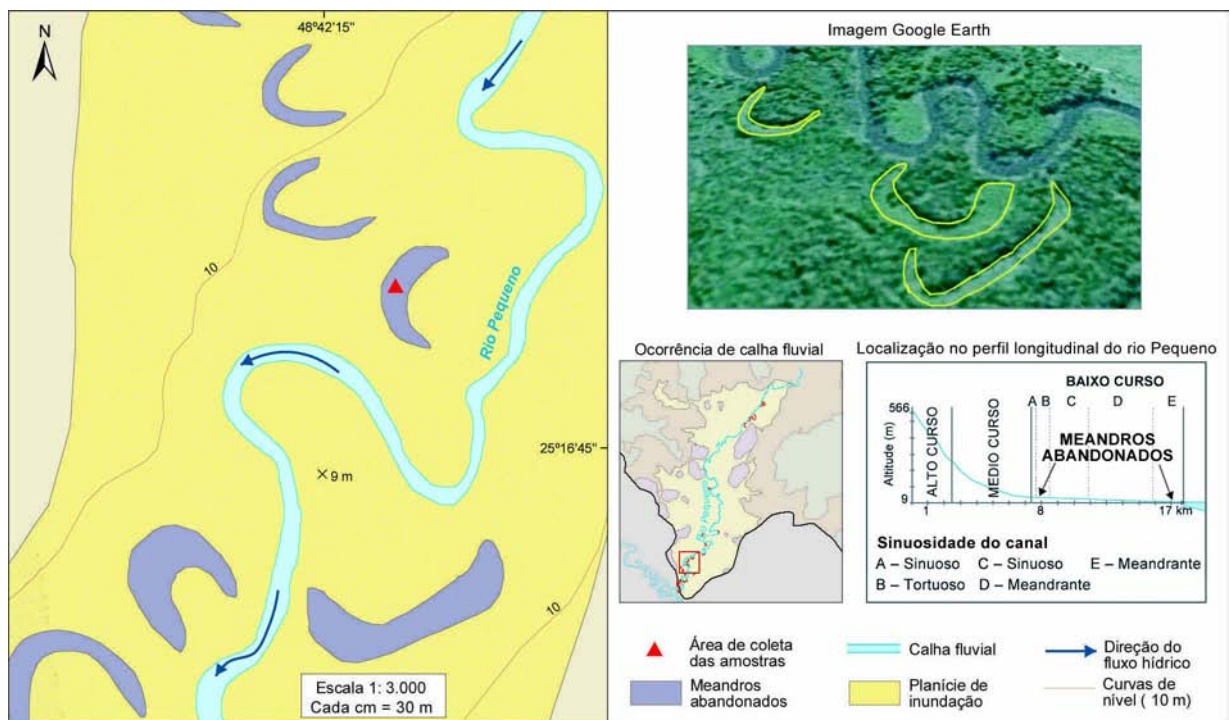 N
48º42'15''
10
Rio Pequeno
25º16'45''
9 m
10
Escala 1: 3.000
Cada cm = 30 m
Imagem Google Earth
Ocorrência de calha fluvial
Rio Pequeno
Localização no perfil longitudinal do rio Pequeno
BAIXO CURSO
A B C D E
566
Altitude (m)
9
ALTO CURSO
MEDIO CURSO
MEANDROS
ABANDONADOS
1 8 17 km
Sinuosidade do canal
A – Sinuoso C – Sinuoso E – Meandrante
B – Tortuoso D – Meandrante
Área de coleta
das amostras
Calha fluvial
Direção do
fluxo hídrico
Meandros
abandonados
Planície de
inundação
Curvas de
nível ( 10 m)